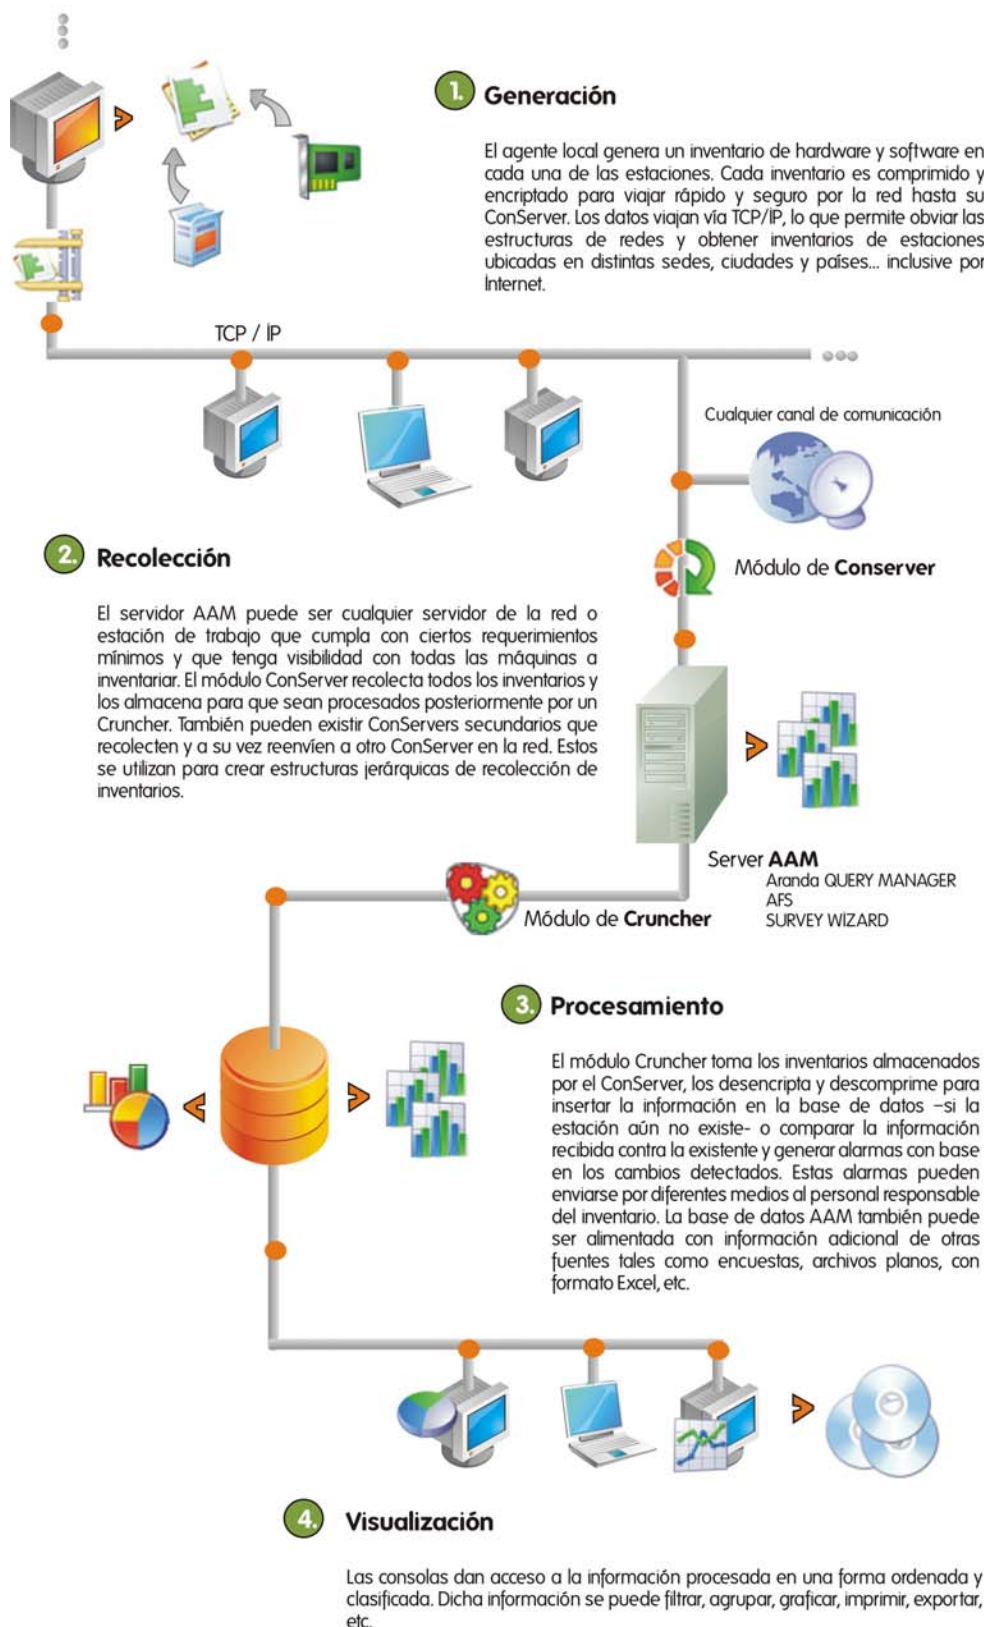 1. Generación
El agente local genera un inventario de hardware y software en
cada una de las estaciones. Cada inventario es comprimido y
encriptado para viajar rápido y seguro por la red hasta su
ConServer. Los datos viajan vía TCP/IP, lo que permite obviar las
estructuras de redes y obtener inventarios de estaciones
ubicadas en distintas sedes, ciudades y países... inclusive por
Internet.
TCP / IP
Cualquier canal de comunicación
Módulo de Conserver
2. Recolección
El servidor AAM puede ser cualquier servidor de la red o
estación de trabajo que cumpla con ciertos requerimientos
mínimos y que tenga visibilidad con todas las máquinas a
inventariar. El módulo ConServer recolecta todos los inventarios y
los almacena para que sean procesados posteriormente por un
Cruncher. También pueden existir ConServers secundarios que
recolecten y a su vez reenvíen a otro ConServer en la red. Estos
se utilizan para crear estructuras jerárquicas de recolección de
inventarios.
Server AAM
Aranda QUERY MANAGER
AFS
SURVEY WIZARD
Módulo de Cruncher
3. Procesamiento
El módulo Cruncher toma los inventarios almacenados
por el ConServer, los desencripta y descomprime para
insertar la información en la base de datos –si la
estación aún no existe- o comparar la información
recibida contra la existente y generar alarmas con base
en los cambios detectados. Estas alarmas pueden
enviarse por diferentes medios al personal responsable
del inventario. La base de datos AAM también puede
ser alimentada con información adicional de otras
fuentes tales como encuestas, archivos planos, con
formato Excel, etc.
4. Visualización
Las consolas dan acceso a la información procesada en una forma ordenada y
clasificada. Dicha información se puede filtrar, agrupar, graficar, imprimir, exportar,
etc.